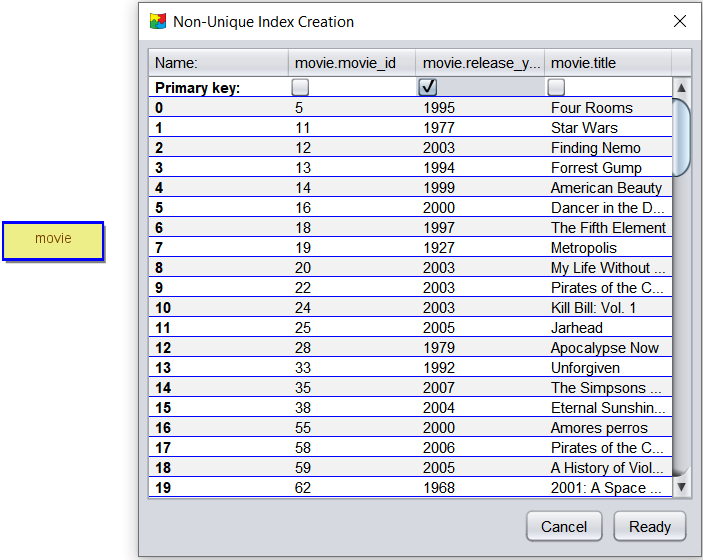 Non-Unique Index Creation
Name: movie.movie_id movie.release_y... movie.title
Primary key:
0 5 1995 Four Rooms
1 11 1977 Star Wars
2 12 2003 Finding Nemo
3 13 1994 Forrest Gump
4 14 1999 American Beauty
5 16 2000 Dancer in the D...
6 18 1997 The Fifth Element
movie
7 19 1927 Metropolis
8 20 2003 My Life Without ...
9 22 2003 Pirates of the C...
10 24 2003 Kill Bill: Vol. 1
11 25 2005 Jarhead
12 28 1979 Apocalypse Now
13 33 1992 Unforgiven
14 35 2007 The Simpsons ...
15 38 2004 Eternal Sunshin...
16 55 2000 Amores perros
17 58 2006 Pirates of the C...
18 59 2005 A History of Viol...
19 62 1968 2001: A Space ...
Cancel Ready